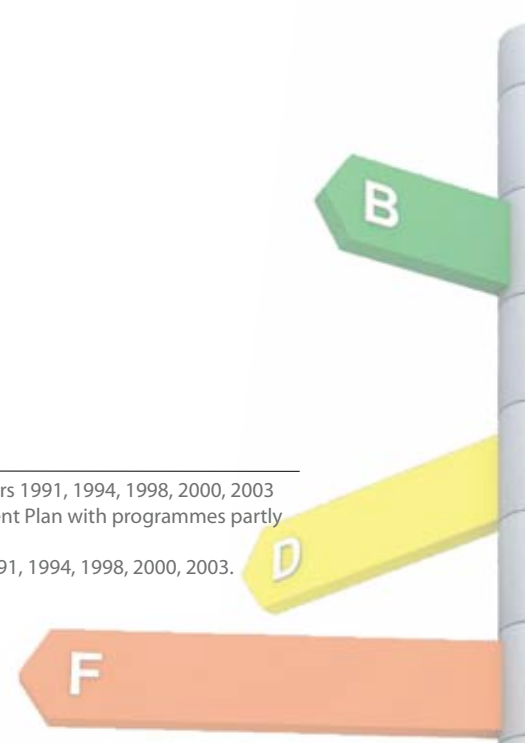 B
rs 1991, 1994, 1998, 2000, 2003
ent Plan with programmes partly
91, 1994, 1998, 2000, 2003.
D
F